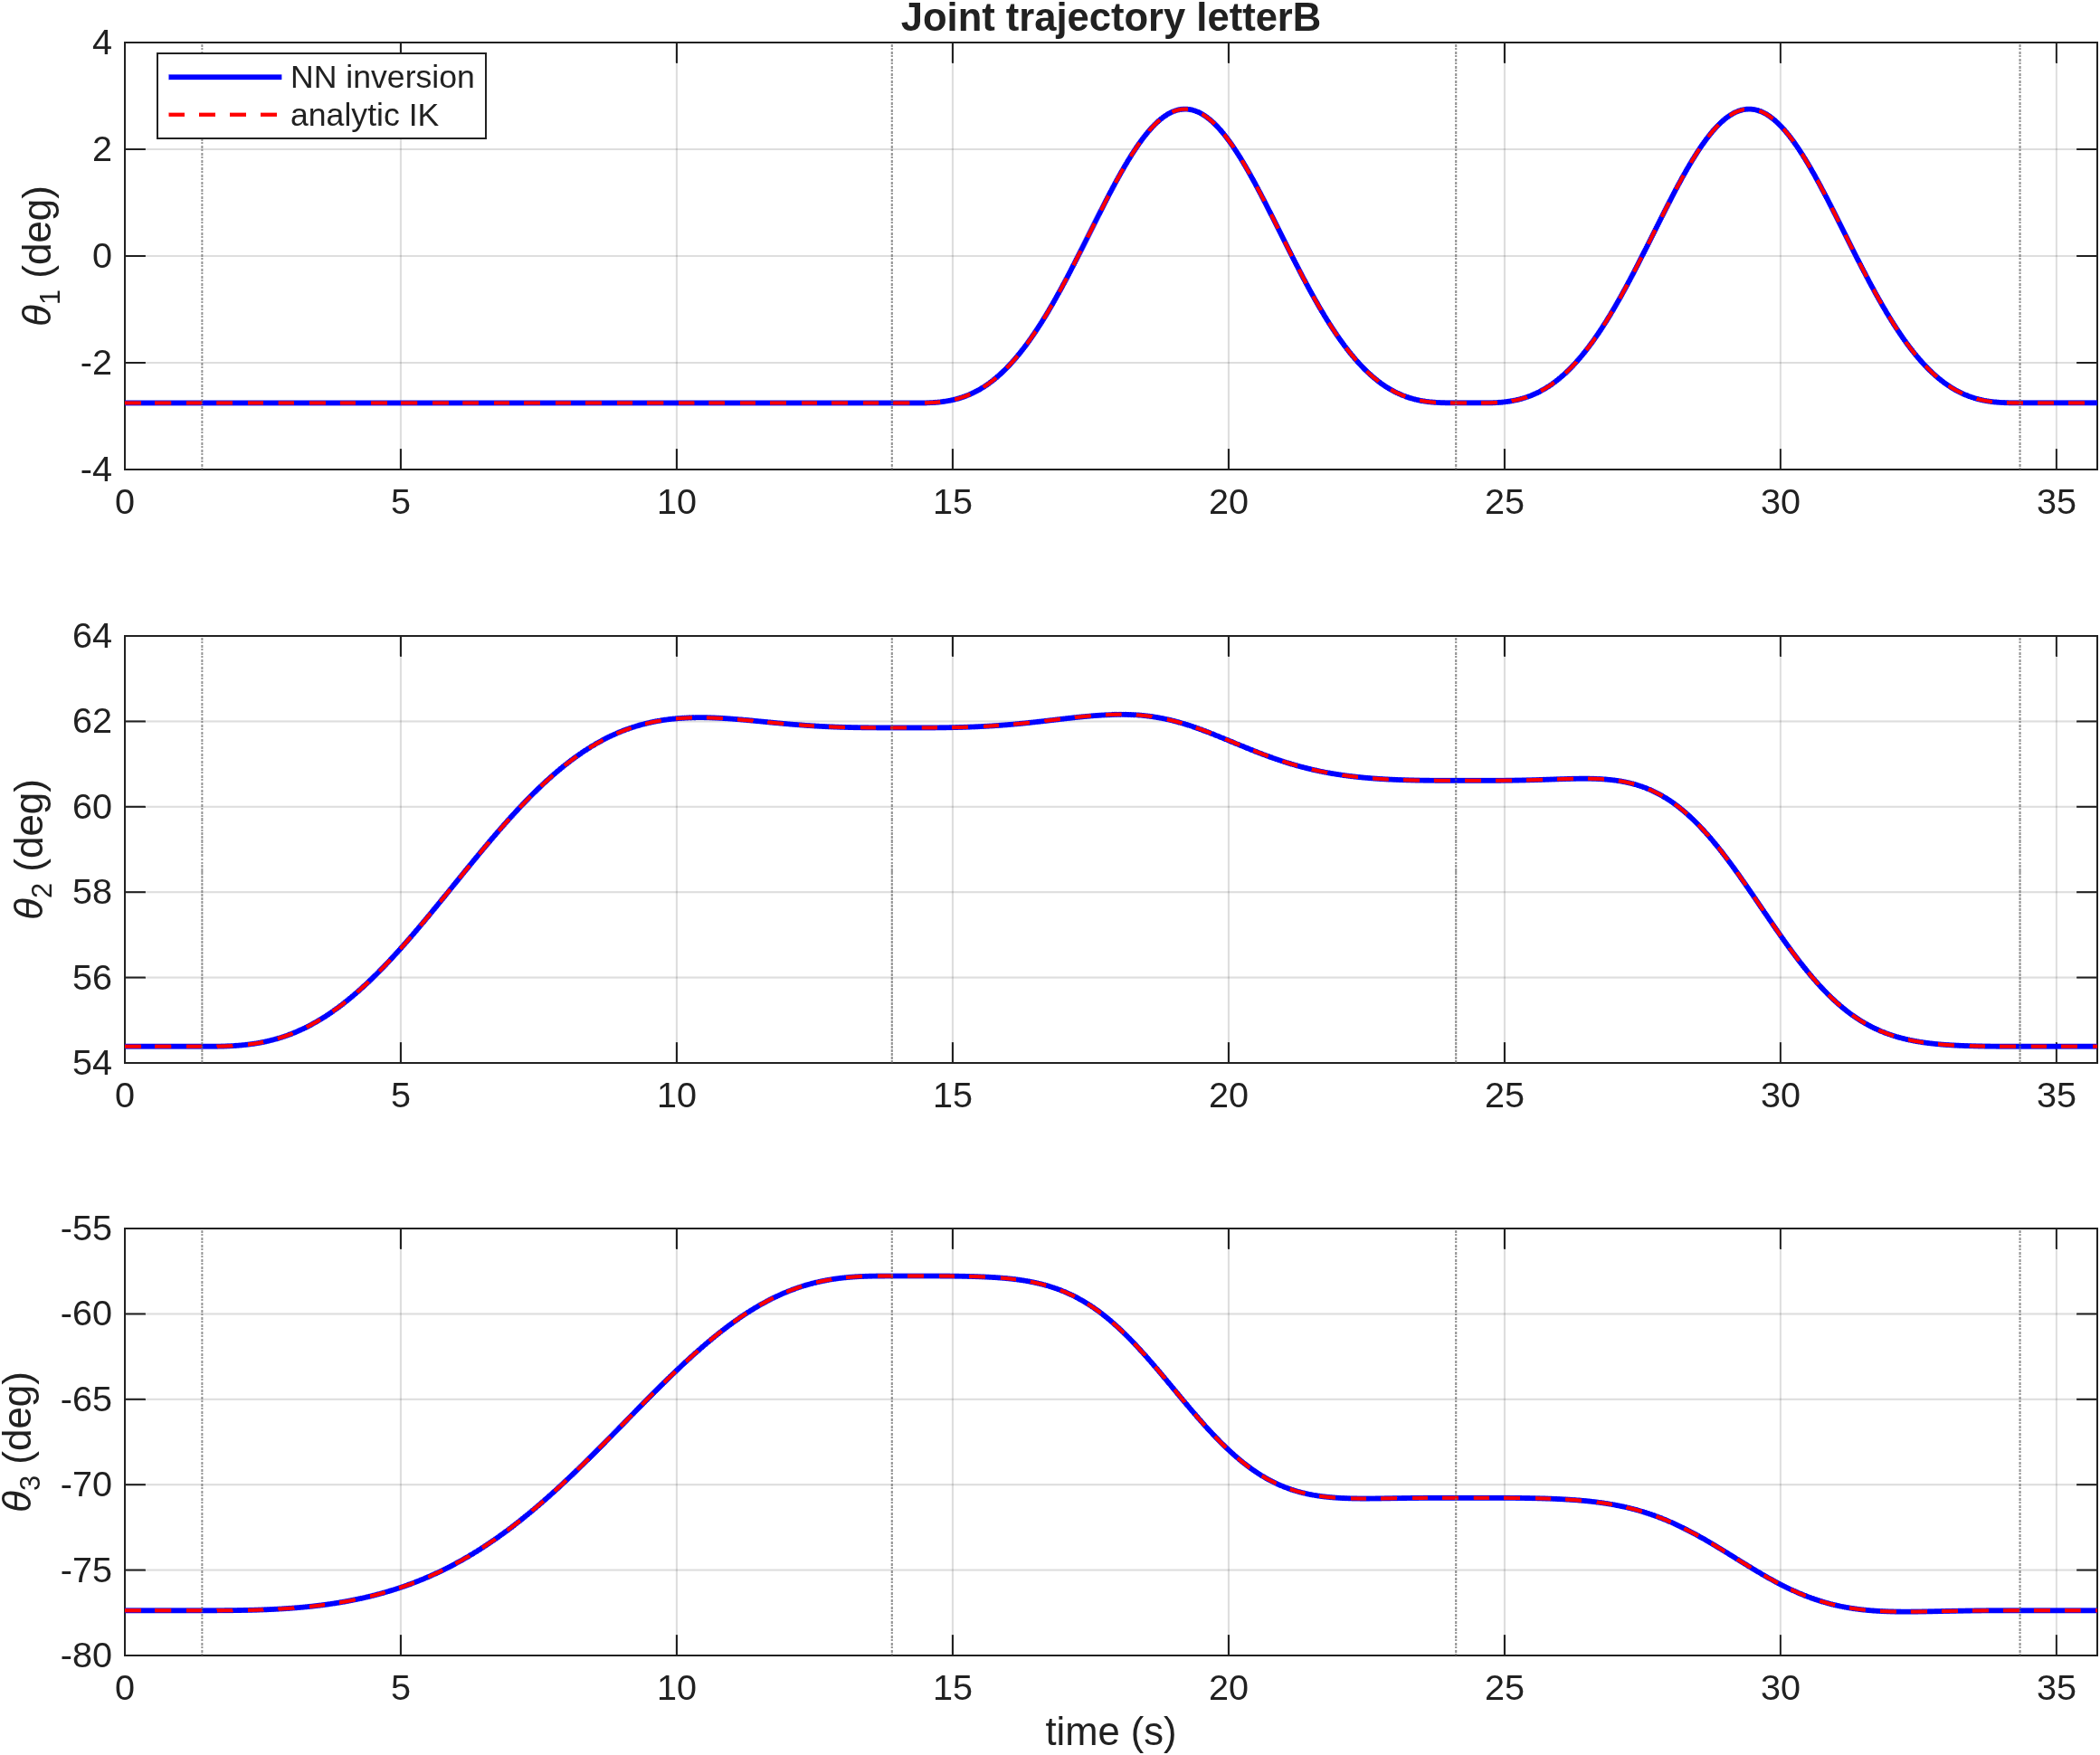 Joint trajectory letterB
NN inversion
analytic IK
θ1 (deg)
4
2
0
-2
-4
0 5 10 15 20 25 30 35
θ2 (deg)
64
62
60
58
56
54
0 5 10 15 20 25 30 35
θ3 (deg)
-55
-60
-65
-70
-75
-80
0 5 10 15 20 25 30 35
time (s)